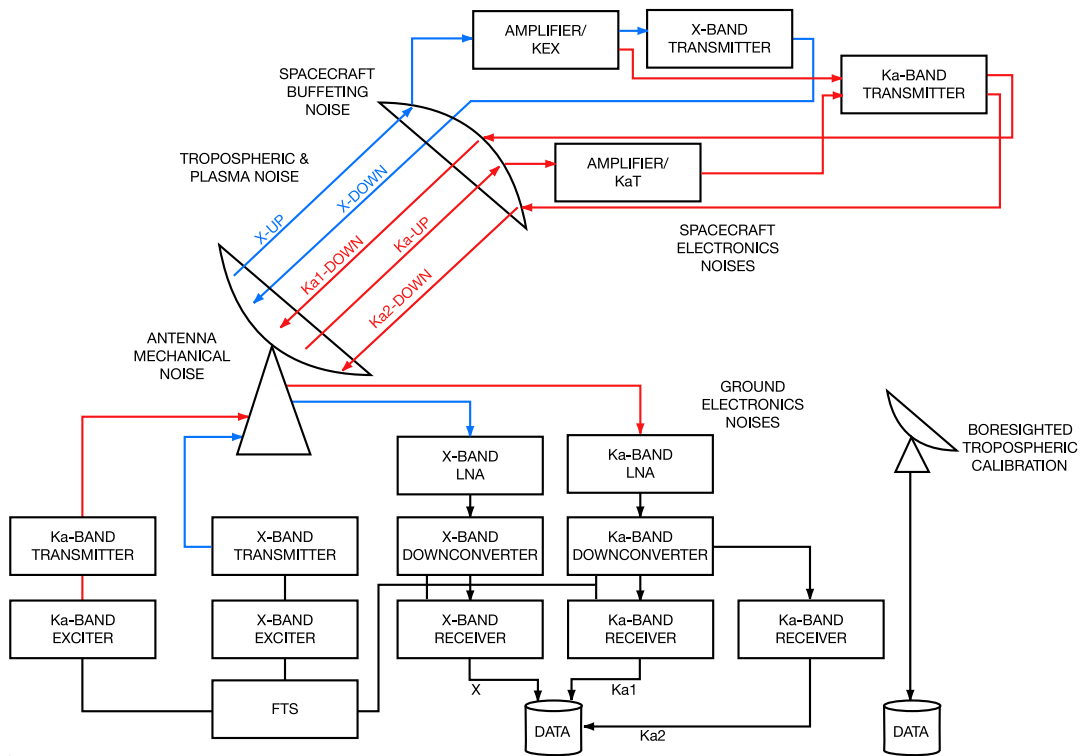 AMPLIFIER/
KEX
X-BAND
TRANSMITTER
Ka-BAND
TRANSMITTER
SPACECRAFT
BUFFETING
NOISE
TROPOSPHERIC &
PLASMA NOISE
AMPLIFIER/
KaT
X-UP
X-DOWN
Ka1-DOWN
Ka-UP
Ka2-DOWN
SPACECRAFT
ELECTRONICS
NOISES
ANTENNA
MECHANICAL
NOISE
GROUND
ELECTRONICS
NOISES
BORESIGHTED
TROPOSPHERIC
CALIBRATION
X-BAND
LNA
Ka-BAND
LNA
Ka-BAND
TRANSMITTER
X-BAND
TRANSMITTER
X-BAND
DOWNCONVERTER
Ka-BAND
DOWNCONVERTER
Ka-BAND
EXCITER
X-BAND
EXCITER
X-BAND
RECEIVER
Ka-BAND
RECEIVER
Ka-BAND
RECEIVER
FTS
X
Ka1
DATA
Ka2
DATA